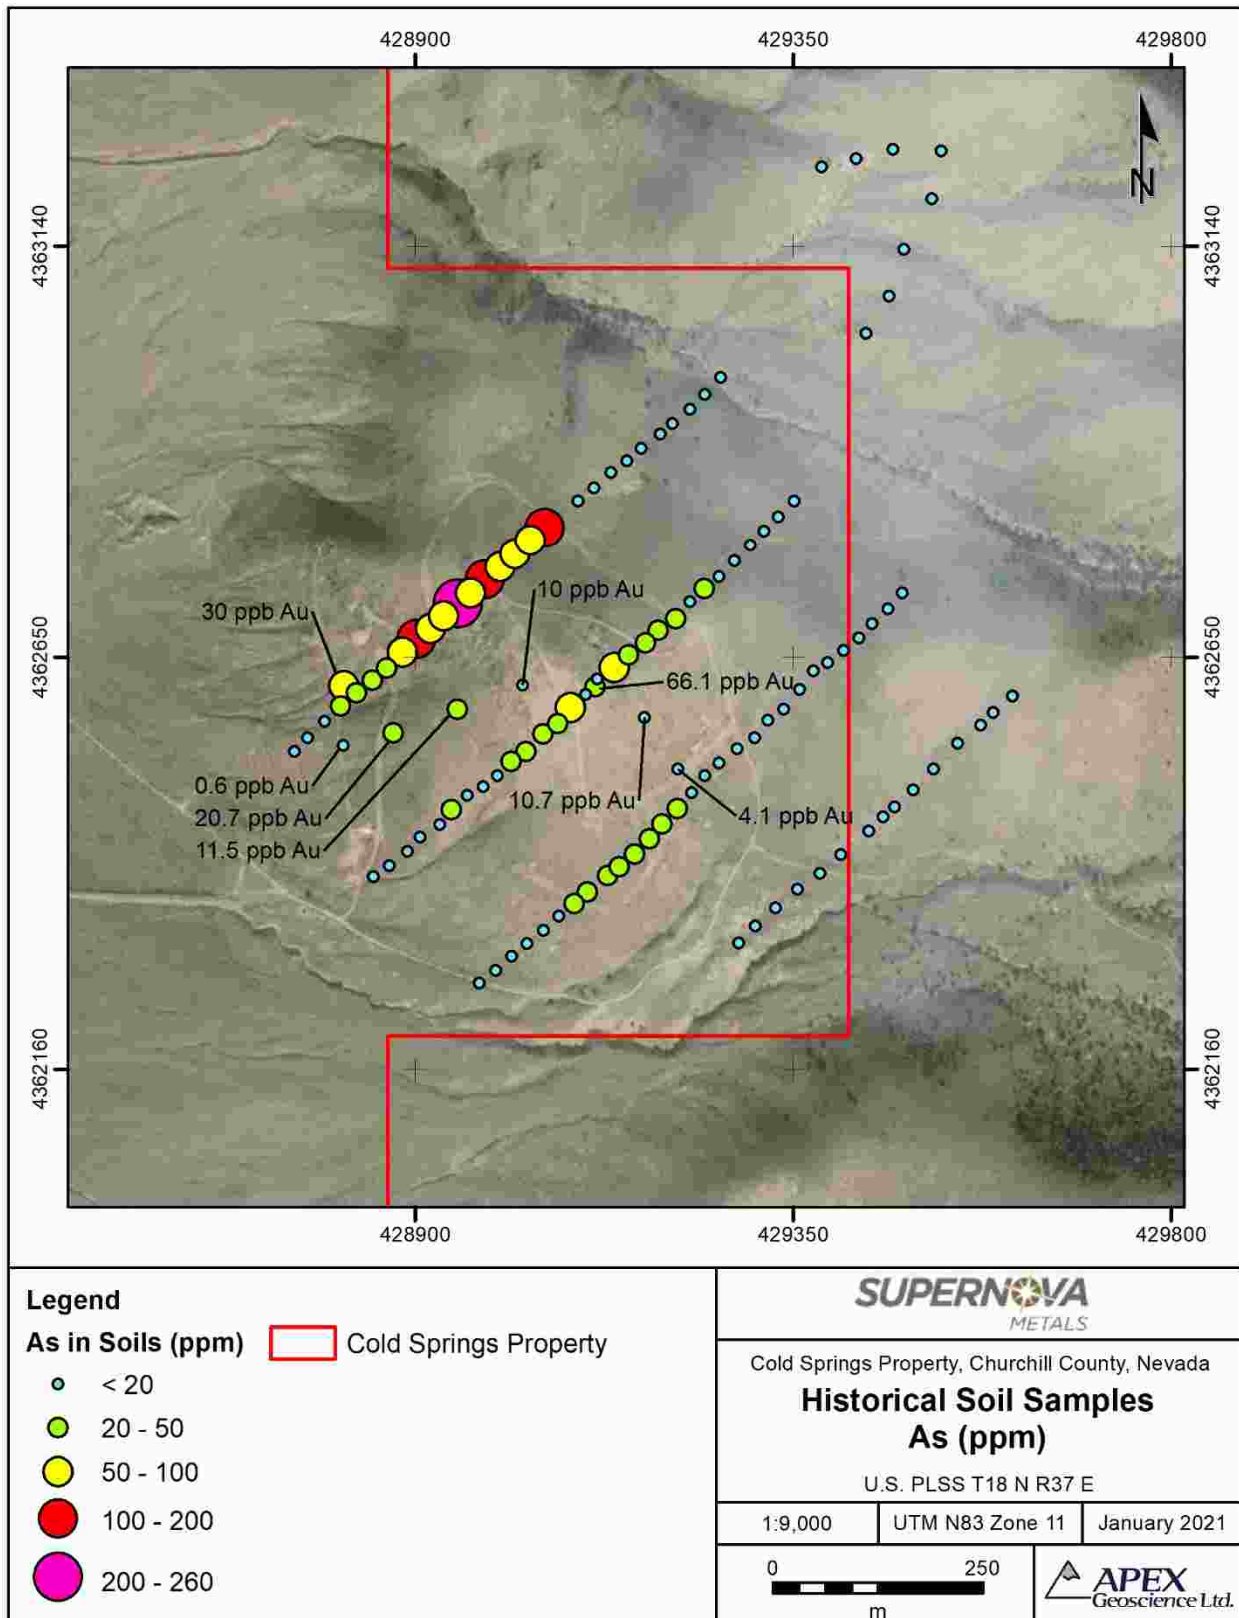 428900
429350
429800
N
4363140
4363140
10 ppb Au
30 ppb Au
4362650
4362650
66.1 ppb Au
0.6 ppb Au
10.7 ppb Au
20.7 ppb Au
4.1 ppb Au
11.5 ppb Au
4362160
4362160
428900
429350
429800
Legend
As in Soils (ppm)
Cold Springs Property
< 20
20 - 50
50 - 100
100 - 200
200 - 260
SUPERNOVA
METALS
Cold Springs Property, Churchill County, Nevada
Historical Soil Samples
As (ppm)
U.S. PLSS T18 N R37 E
1:9,000
UTM N83 Zone 11
January 2021
0
250
m
APEX
Geoscience Ltd.